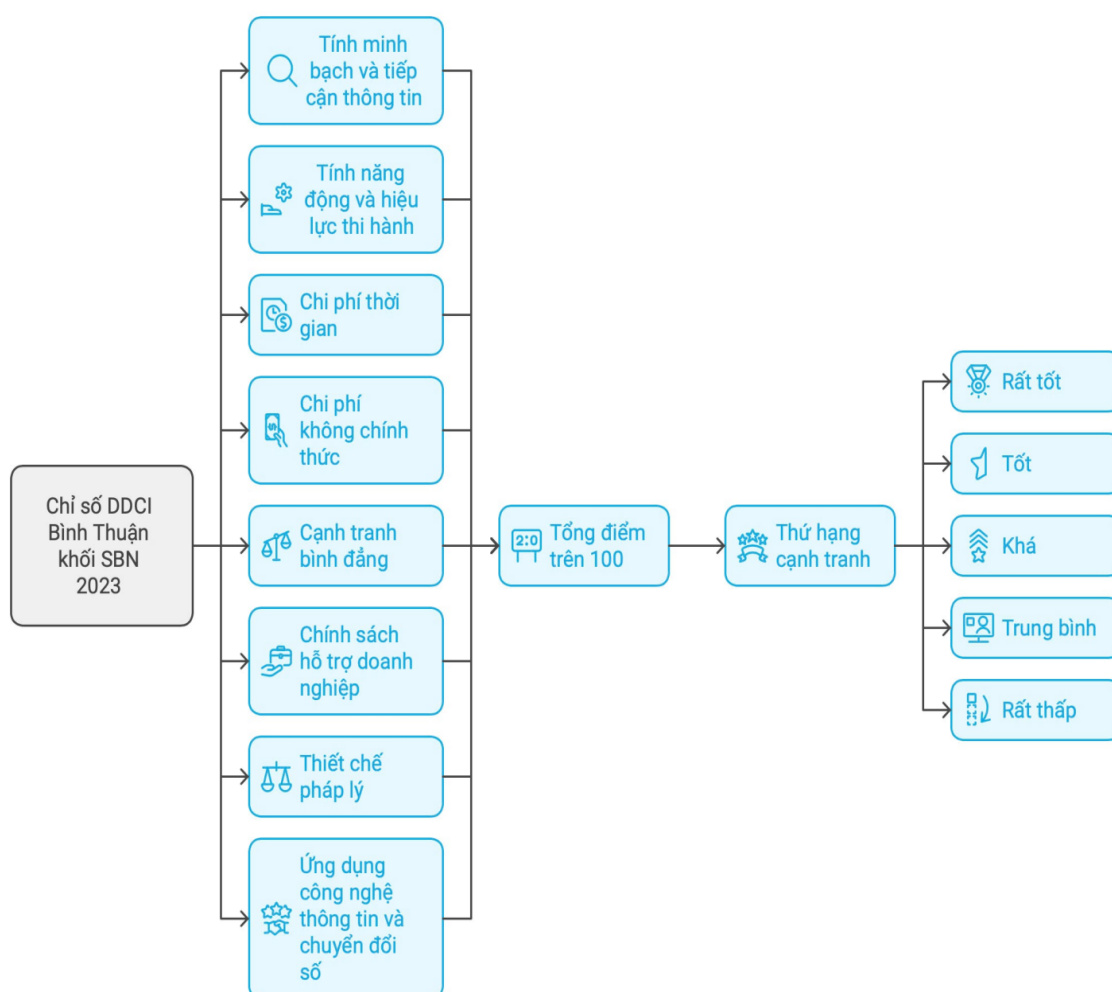 Tính minh
bạch và tiếp
cận thông tin
Tính năng
động và hiệu
lực thi hành
Chi phí thời
gian
Chi phí
không chính
thức
Chỉ số DDCI
Bình Thuận
khối SBN
2023
Cạnh tranh
bình đẳng
Chính sách
hỗ trợ doanh
nghiệp
Thiết chế
pháp lý
Ứng dụng
công nghệ
thông tin và
chuyển đổi
số
2:0
Tổng điểm
trên 100
Thứ hạng
cạnh tranh
Rất tốt
Tốt
Khá
Trung bình
Rất thấp